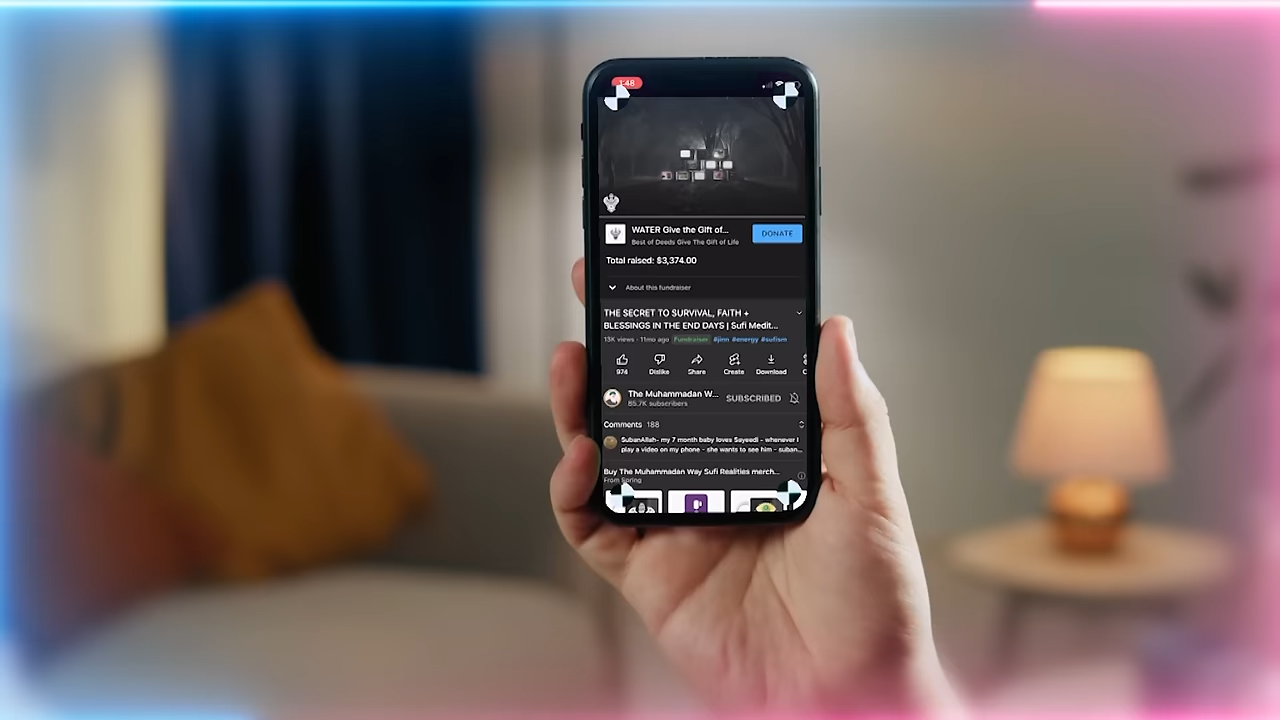 1:48
WATER Give the Gift of...
Best of Deeds Give The Gift of Life
DONATE
Total raised: $3,374.00
About this fundraiser
THE SECRET TO SURVIVAL, FAITH +
BLESSINGS IN THE END DAYS | Sufi Medit...
13K views · 11mo ago Fundraiser #jinn #energy #sufism
974 Dislike Share Create Download
The Muhammadan W...
85.7K subscribers
SUBSCRIBED
Comments 188
SubanAllah- my 7 month baby loves Sayeedi - whenever I
play a video on my phone - she wants to see him - suban...
Buy The Muhammadan Way Sufi Realities merch...
From Spring